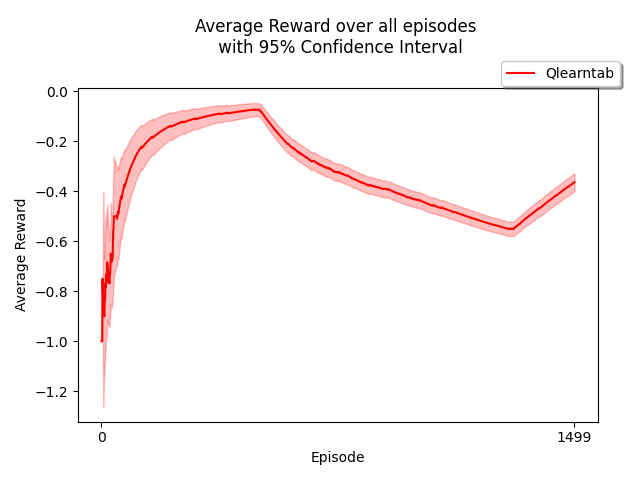 Average Reward over all episodes
with 95% Confidence Interval
Qlearntab
0.0
−0.2
−0.4
−0.6
−0.8
−1.0
−1.2
Average Reward
0
1499
Episode